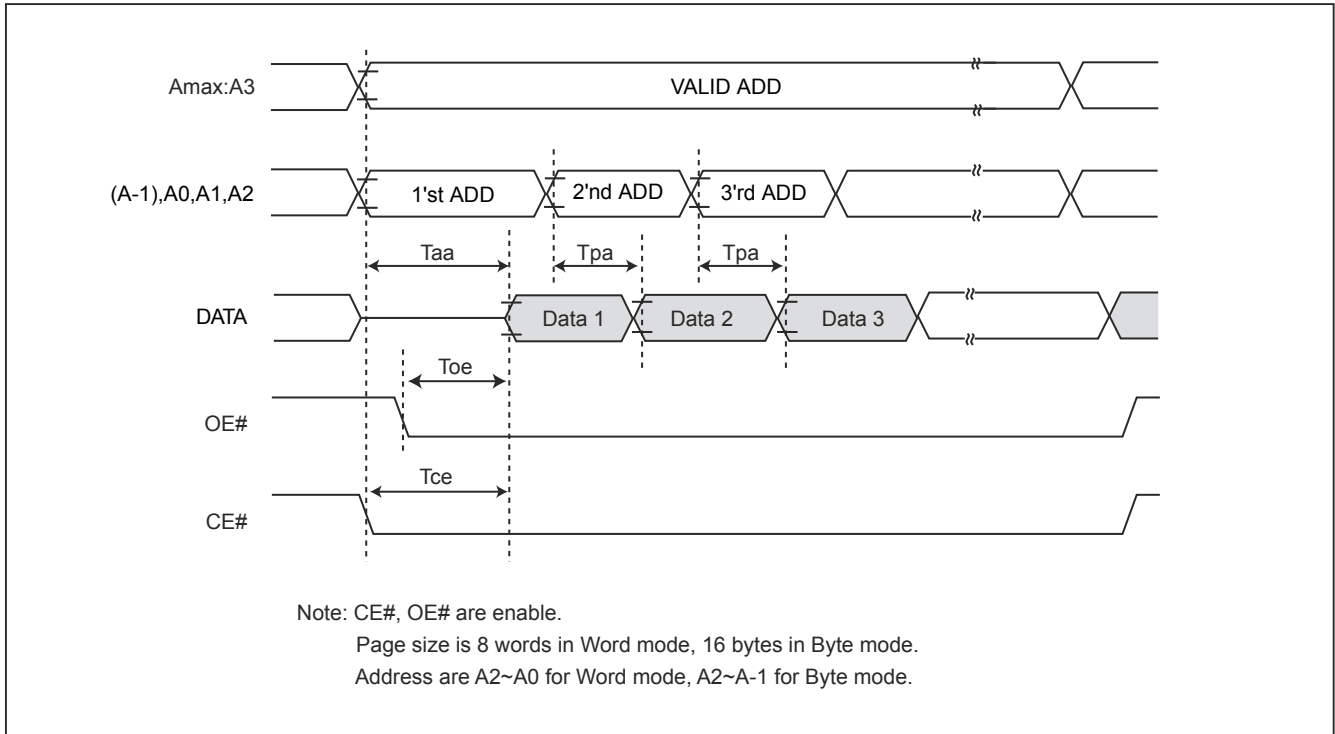 Amax:A3
VALID ADD
(A-1),A0,A1,A2
1'st ADD
2'nd ADD
3'rd ADD
Taa
Tpa
Tpa
DATA
Data 1
Data 2
Data 3
Toe
OE#
Tce
CE#
Note: CE#, OE# are enable.
Page size is 8 words in Word mode, 16 bytes in Byte mode.
Address are A2~A0 for Word mode, A2~A-1 for Byte mode.